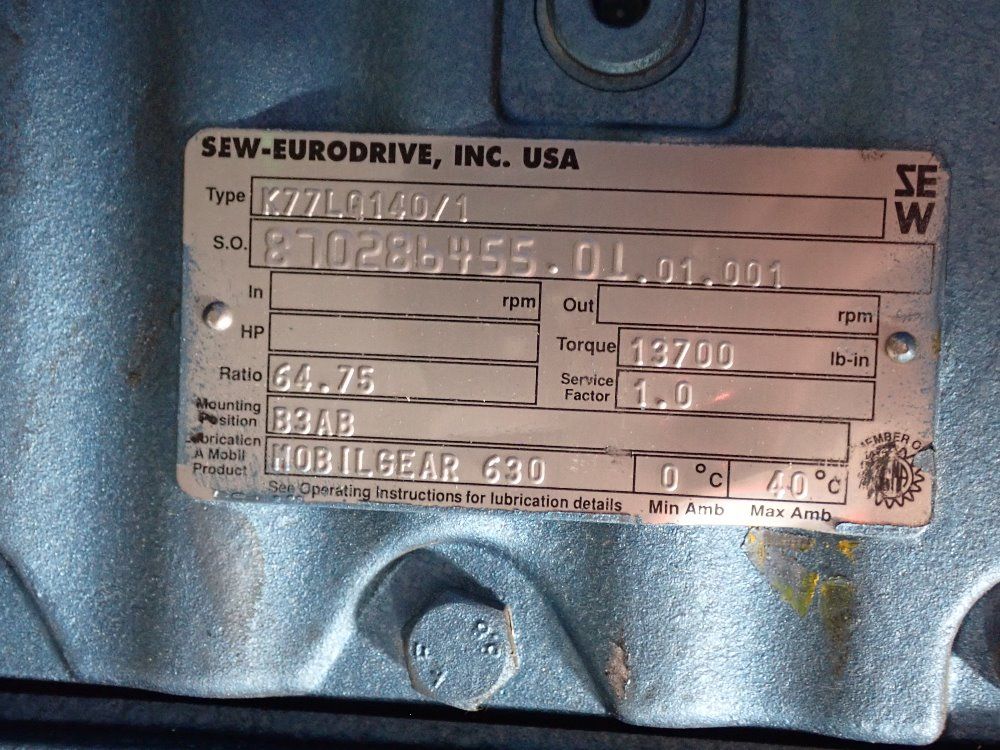 SEW-EURODRIVE, INC. USA
SE
W
Type K77LQ140/1
S.O. 870286455.01.01.001
In rpm Out rpm
HP Torque 13700 lb-in
Ratio 64.75 Service Factor 1.0
Mounting Position B3AB
A Mobil Product MOBILGEAR 630 0 °C 40 °C
See Operating Instructions for lubrication details Min Amb Max Amb